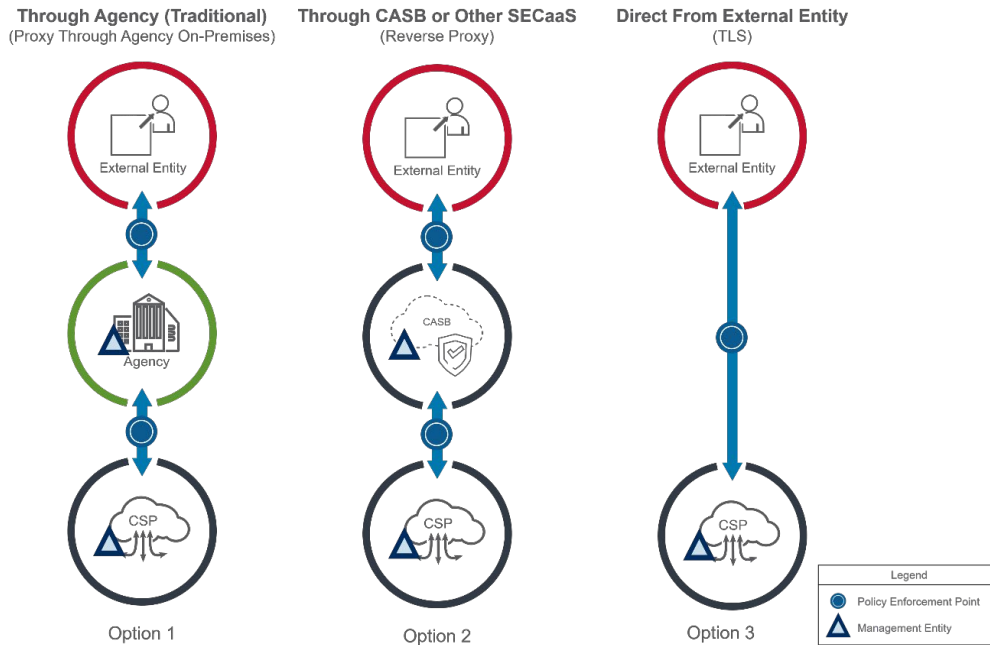 Through Agency (Traditional)
(Proxy Through Agency On-Premises)
External Entity
Agency
CSP
Option 1
Through CASB or Other SECaaS
(Reverse Proxy)
External Entity
CASB
CSP
Option 2
Direct From External Entity
(TLS)
External Entity
CSP
Option 3
Legend
Policy Enforcement Point
Management Entity